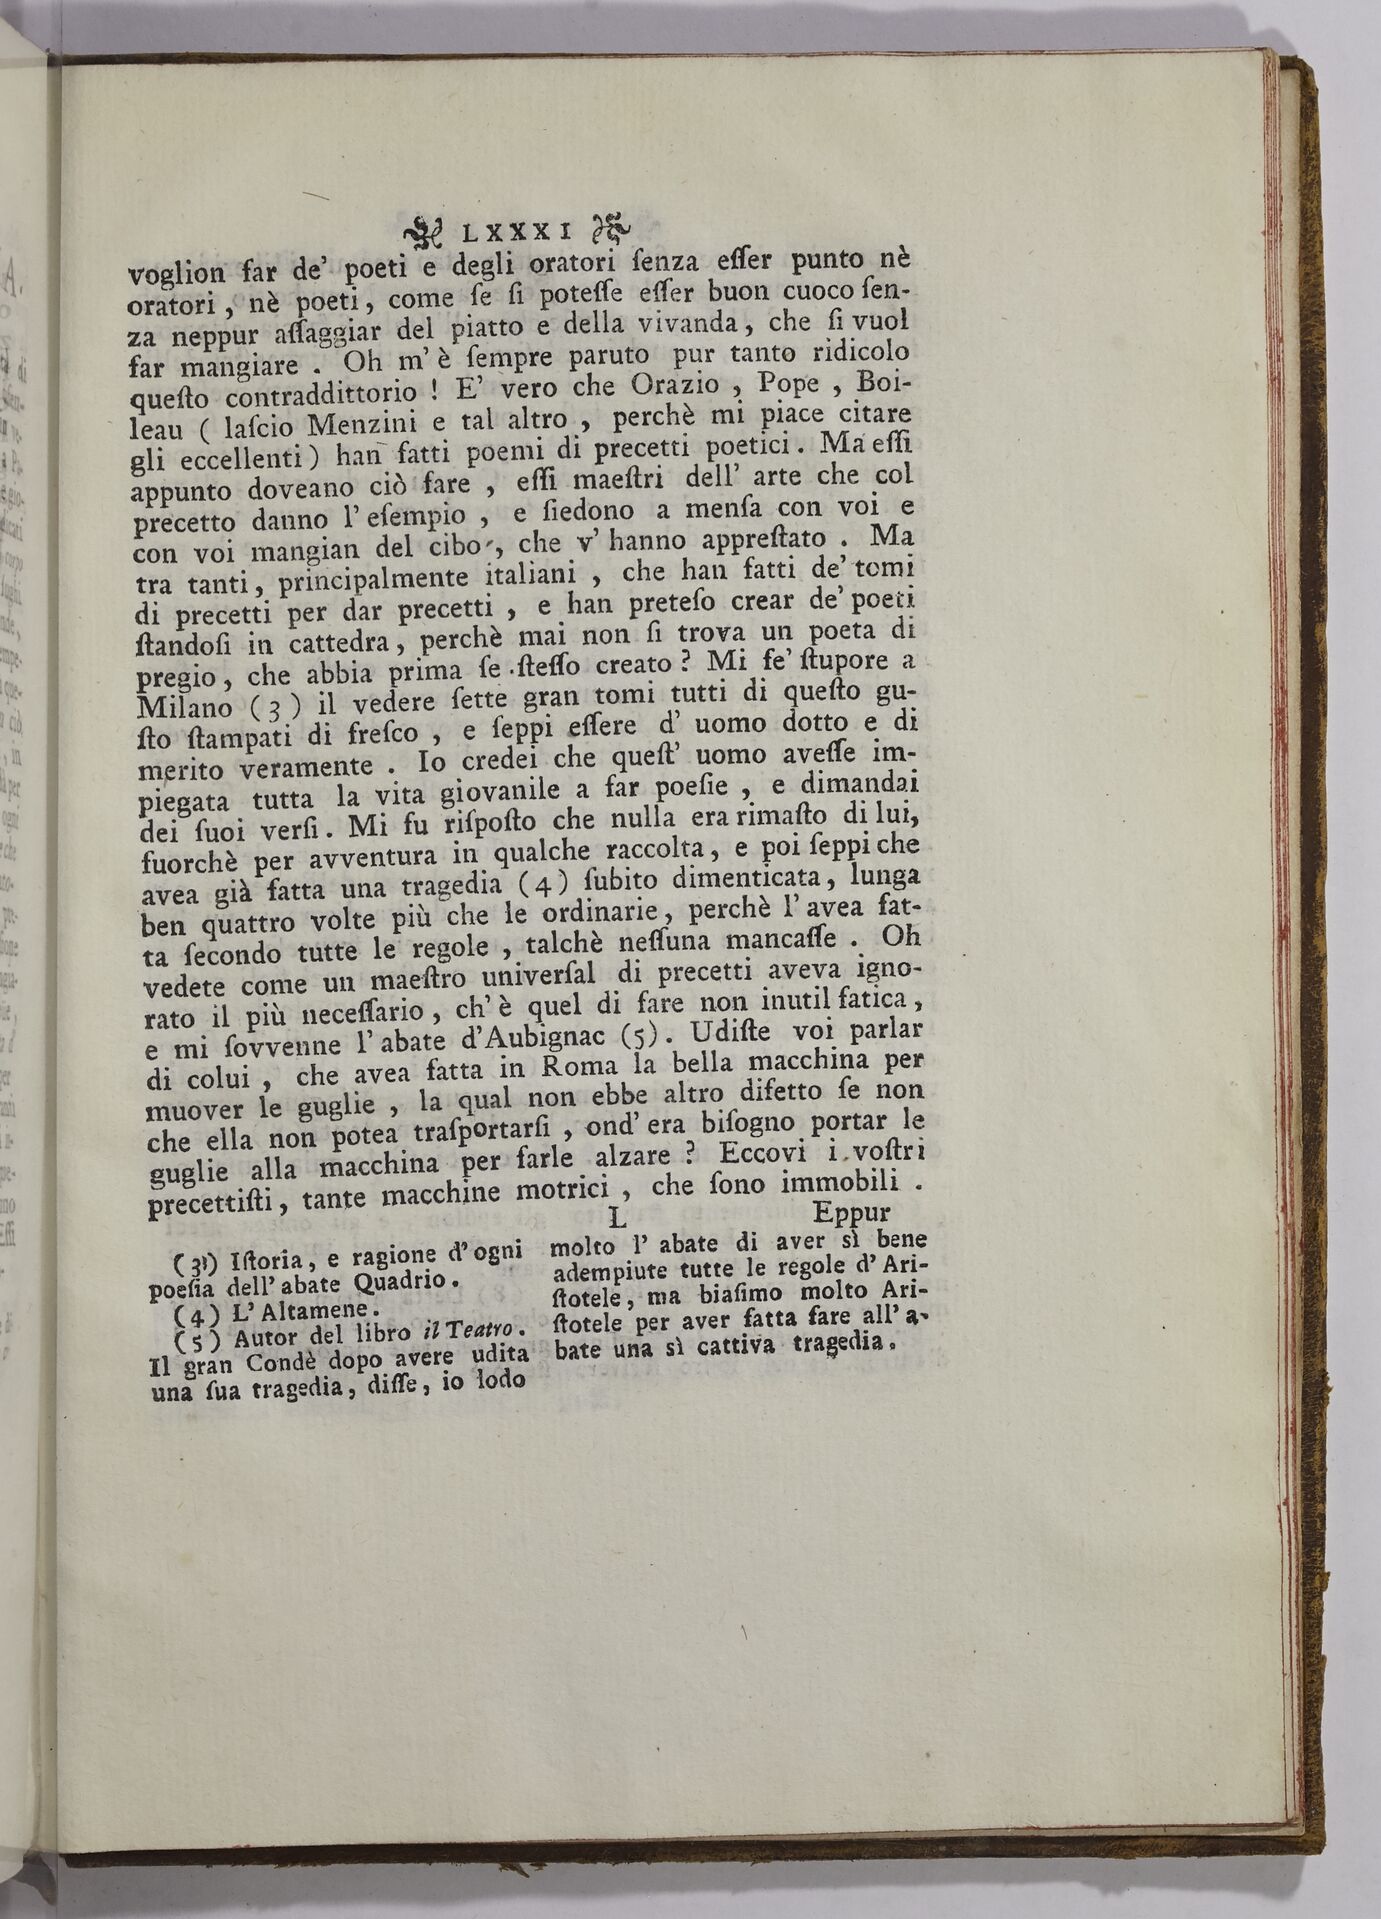 LXXXI
voglion far de' poeti e degli oratori ſenza eſſer punto nè
oratori, nè poeti, come ſe ſi poteſſe eſſer buon cuoco ſen-
za neppur aſſaggiar del piatto e della vivanda, che ſi vuol
far mangiare. Oh m'è ſempre paruto pur tanto ridicolo
queſto contraddittorio! E' vero che Orazio, Pope, Boi-
leau (laſcio Menzini e tal altro, perchè mi piace citare
gli eccellenti) han fatti poemi di precetti poetici. Ma eſſi
appunto doveano ciò fare, eſſi maeſtri dell' arte che col
precetto danno l'eſempio, e ſiedono a menſa con voi e
con voi mangian del cibo, che v' hanno appreſtato. Ma
tra tanti, principalmente italiani, che han fatti de' tomi
di precetti per dar precetti, e han preteſo crear de' poeti
ſtandoſi in cattedra, perchè mai non ſi trova un poeta di
pregio, che abbia prima ſe ſteſſo creato? Mi fe' ſtupore a
Milano (3) il vedere ſette gran tomi tutti di queſto gu-
ſto ſtampati di freſco, e ſeppi eſſere d' uomo dotto e di
merito veramente. Io credei che queſt' uomo aveſſe im-
piegata tutta la vita giovanile a far poeſie, e dimandai
dei ſuoi verſi. Mi fu riſpoſto che nulla era rimaſto di lui,
fuorchè per avventura in qualche raccolta, e poi ſeppi che
avea già fatta una tragedia (4) ſubito dimenticata, lunga
ben quattro volte più che le ordinarie, perchè l'avea fat-
ta ſecondo tutte le regole, talchè neſſuna mancaſſe. Oh
vedete come un maeſtro univerſal di precetti aveva igno-
rato il più neceſſario, ch'è quel di fare non inutil fatica,
e mi ſovvenne l'abate d'Aubignac (5). Udiſte voi parlar
di colui, che avea fatta in Roma la bella macchina per
muover le guglie, la qual non ebbe altro difetto ſe non
che ella non potea traſportarſi, ond' era biſogno portar le
guglie alla macchina per farle alzare? Eccovi i voſtri
precettiſti, tante macchine motrici, che ſono immobili.
L Eppur
(3) Iſtoria, e ragione d'ogni
poeſia dell'abate Quadrio.
(4) L'Altamene.
(5) Autor del libro il Teatro.
Il gran Condè dopo avere udita
una ſua tragedia, diſſe, io lodo
molto l' abate di aver sì bene
adempiute tutte le regole d'Ari-
ſtotele, ma biaſimo molto Ari-
ſtotele per aver fatta fare all'a-
bate una sì cattiva tragedia.